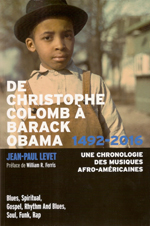 DE
CHRISTOPHE
COLOMB À
BARACK
OBAMA 1492-2016
JEAN-PAUL LEVET
Préface de William R. Ferris
UNE CHRONOLOGIE
DES MUSIQUES
AFRO-AMÉRICAINES
Blues, Spiritual,
Gospel, Rhythm And Blues,
Soul, Funk, Rap